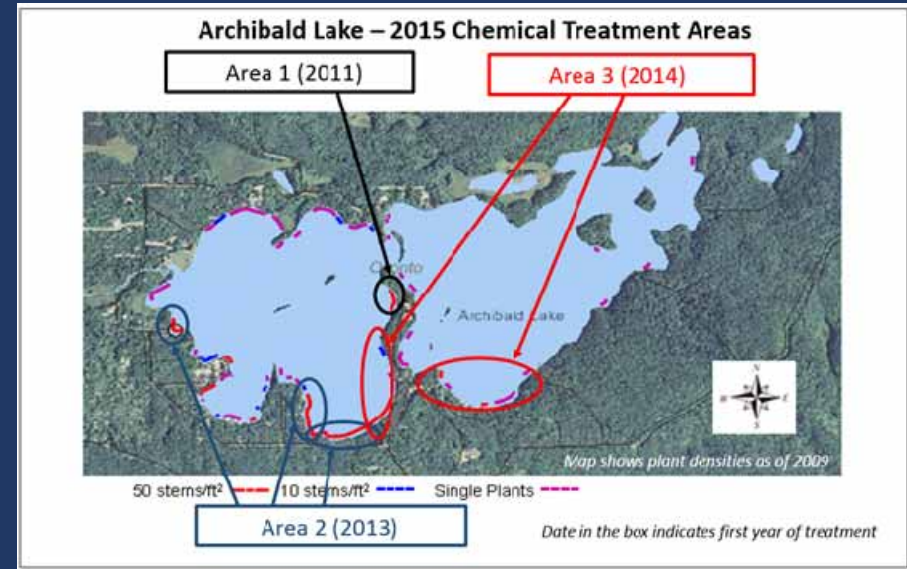 Archibald Lake – 2015 Chemical Treatment Areas
Area 1 (2011)
Area 3 (2014)
Archibald Lake
N
W
E
S
Map shows plant densities as of 2009
50 stems/ft² 10 stems/ft² Single Plants
Area 2 (2013)
Date in the box indicates first year of treatment